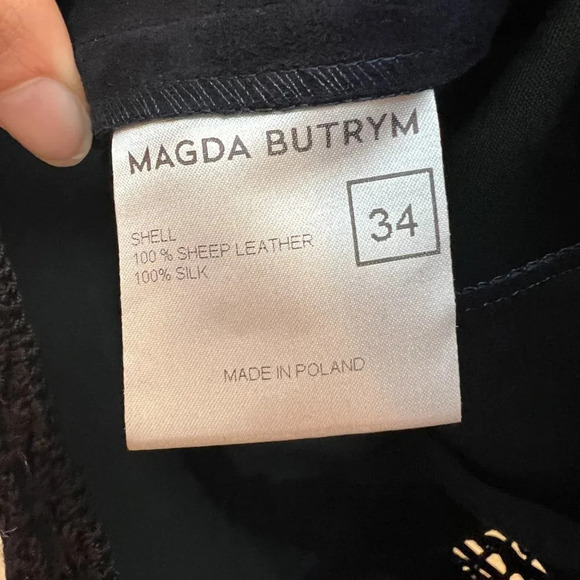 MAGDA BUTRYM
34
SHELL
100 % SHEEP LEATHER
100% SILK
MADE IN POLAND